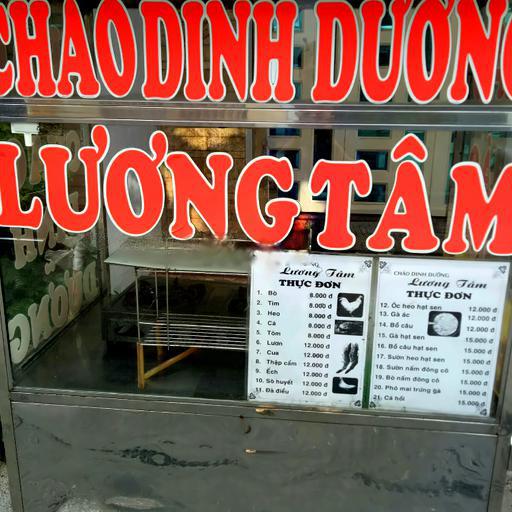 CHÁO DINH DƯỠNG
LƯƠNG TÂM
Lương Tâm
THỰC ĐƠN
1. Bò 8.000 đ
2. Tim 8.000 đ
3. Heo 8.000 đ
4. Cá 8.000 đ
5. Tôm 8.000 đ
6. Lươn 12.000 đ
7. Cua 12.000 đ
8. Thập cẩm 12.000 đ
9. Ếch 12.000 đ
10. Sò huyết 12.000 đ
11. Đà điểu 12.000 đ
CHÁO DINH DƯỠNG
Lương Tâm
THỰC ĐƠN
12. Ốc heo hạt sen 12.000 đ
13. Gà ác 12.000 đ
14. Bồ câu 12.000 đ
15. Gà hạt sen 15.000 đ
16. Bồ câu hạt sen 15.000 đ
17. Sườn heo hạt sen 15.000 đ
18. Sườn nấm đông cô 15.000 đ
19. Bò nấm đông cô 15.000 đ
20. Phô mai trứng gà 15.000 đ
21. Cá hồi 15.000 đ